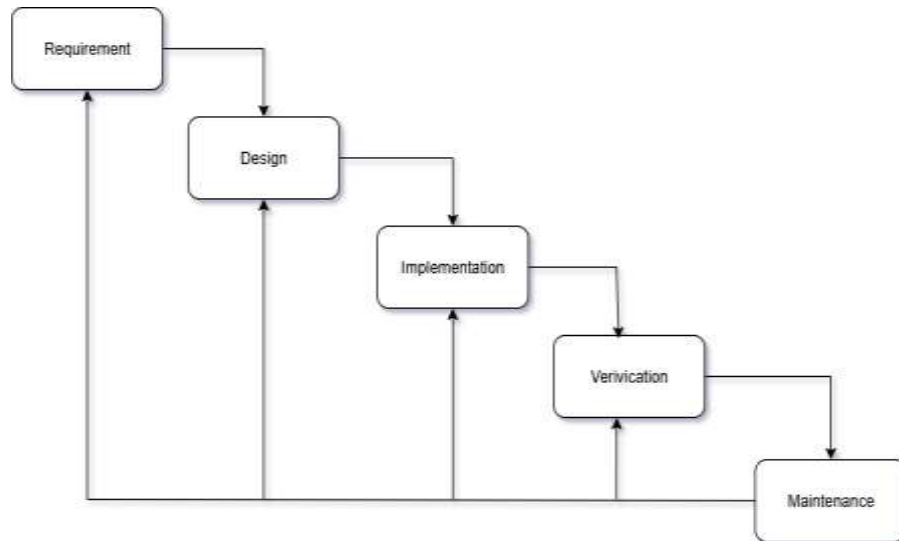 Requirement
Design
Implementation
Verivication
Maintenance